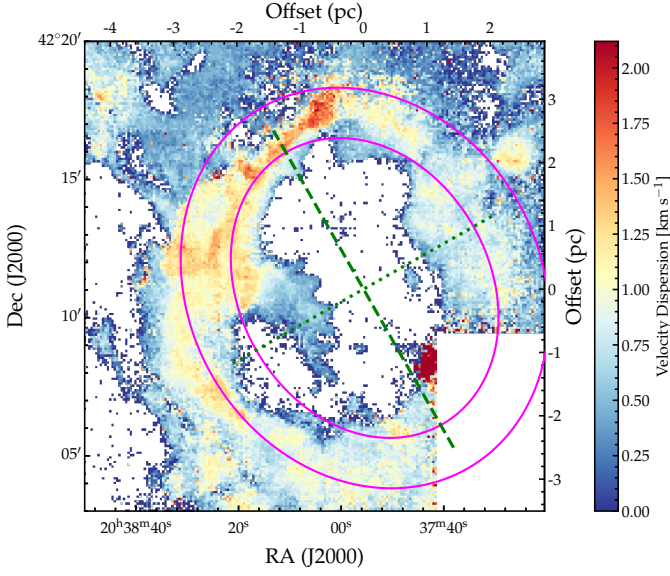 Offset (pc)
−4 −3 −2 −1 0 1 2
42°20′
15′
10′
05′
Dec (J2000)
3
2
1
0
−1
−2
−3
Offset (pc)
2.00
1.75
1.50
1.25
1.00
0.75
0.50
0.25
0.00
Velocity Dispersion [km s⁻¹]
20ʰ38ᵐ40ˢ 20ˢ 00ˢ 37ᵐ40ˢ
RA (J2000)